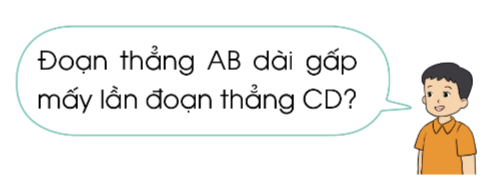 Đoạn thẳng AB dài gấp
mấy lần đoạn thẳng CD?